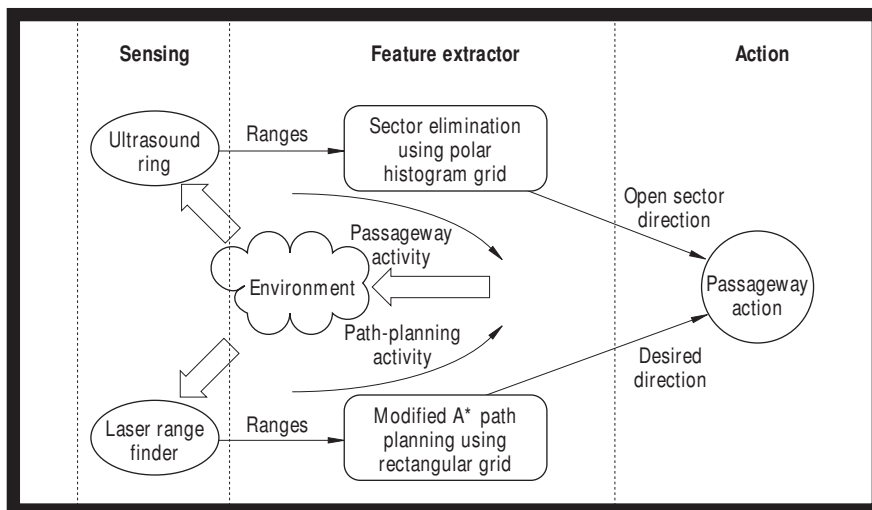 Sensing
Feature extractor
Action
Ultrasound
ring
Ranges
Sector elimination
using polar
histogram grid
Open sector
direction
Passageway
activity
Environment
Passageway
action
Path-planning
activity
Desired
direction
Laser range
finder
Ranges
Modified A* path
planning using
rectangular grid